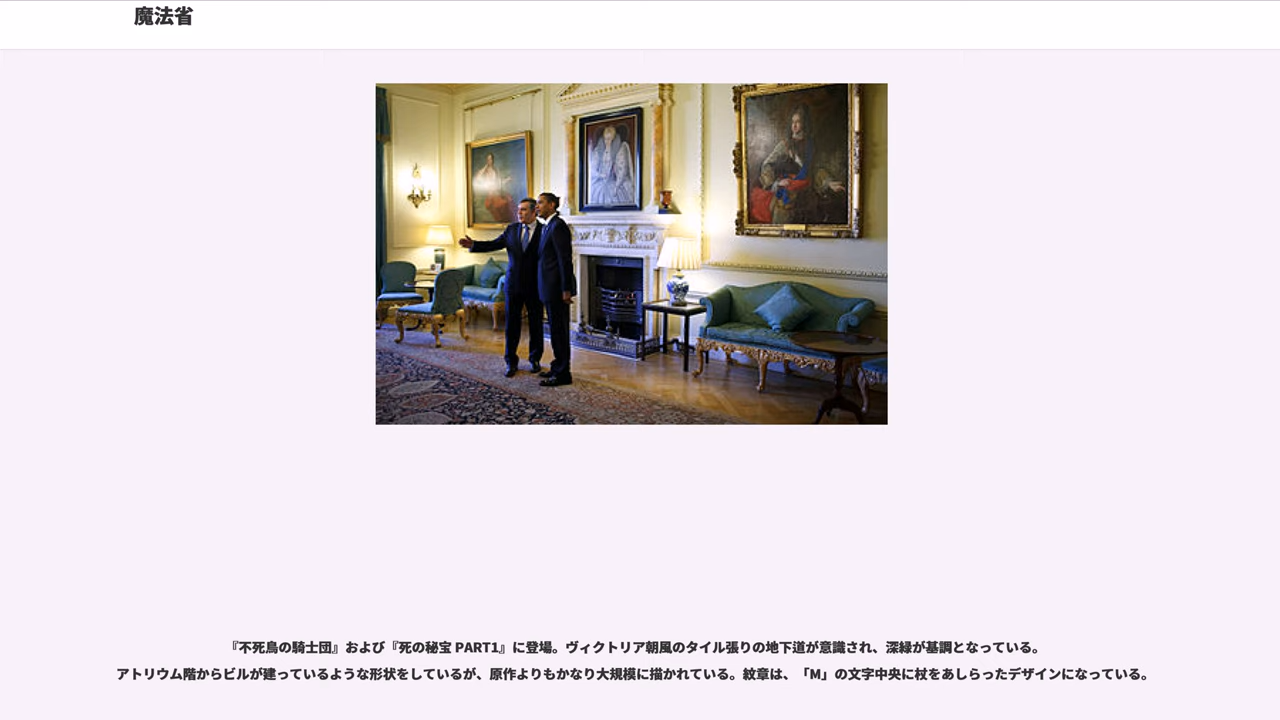 魔法省
『不死鳥の騎士団』および『死の秘宝 PART1』に登場。ヴィクトリア朝風のタイル張りの地下道が意識され、深緑が基調となっている。
アトリウム階からビルが建っているような形状をしているが、原作よりもかなり大規模に描かれている。紋章は、「M」の文字中央に杖をあしらったデザインになっている。